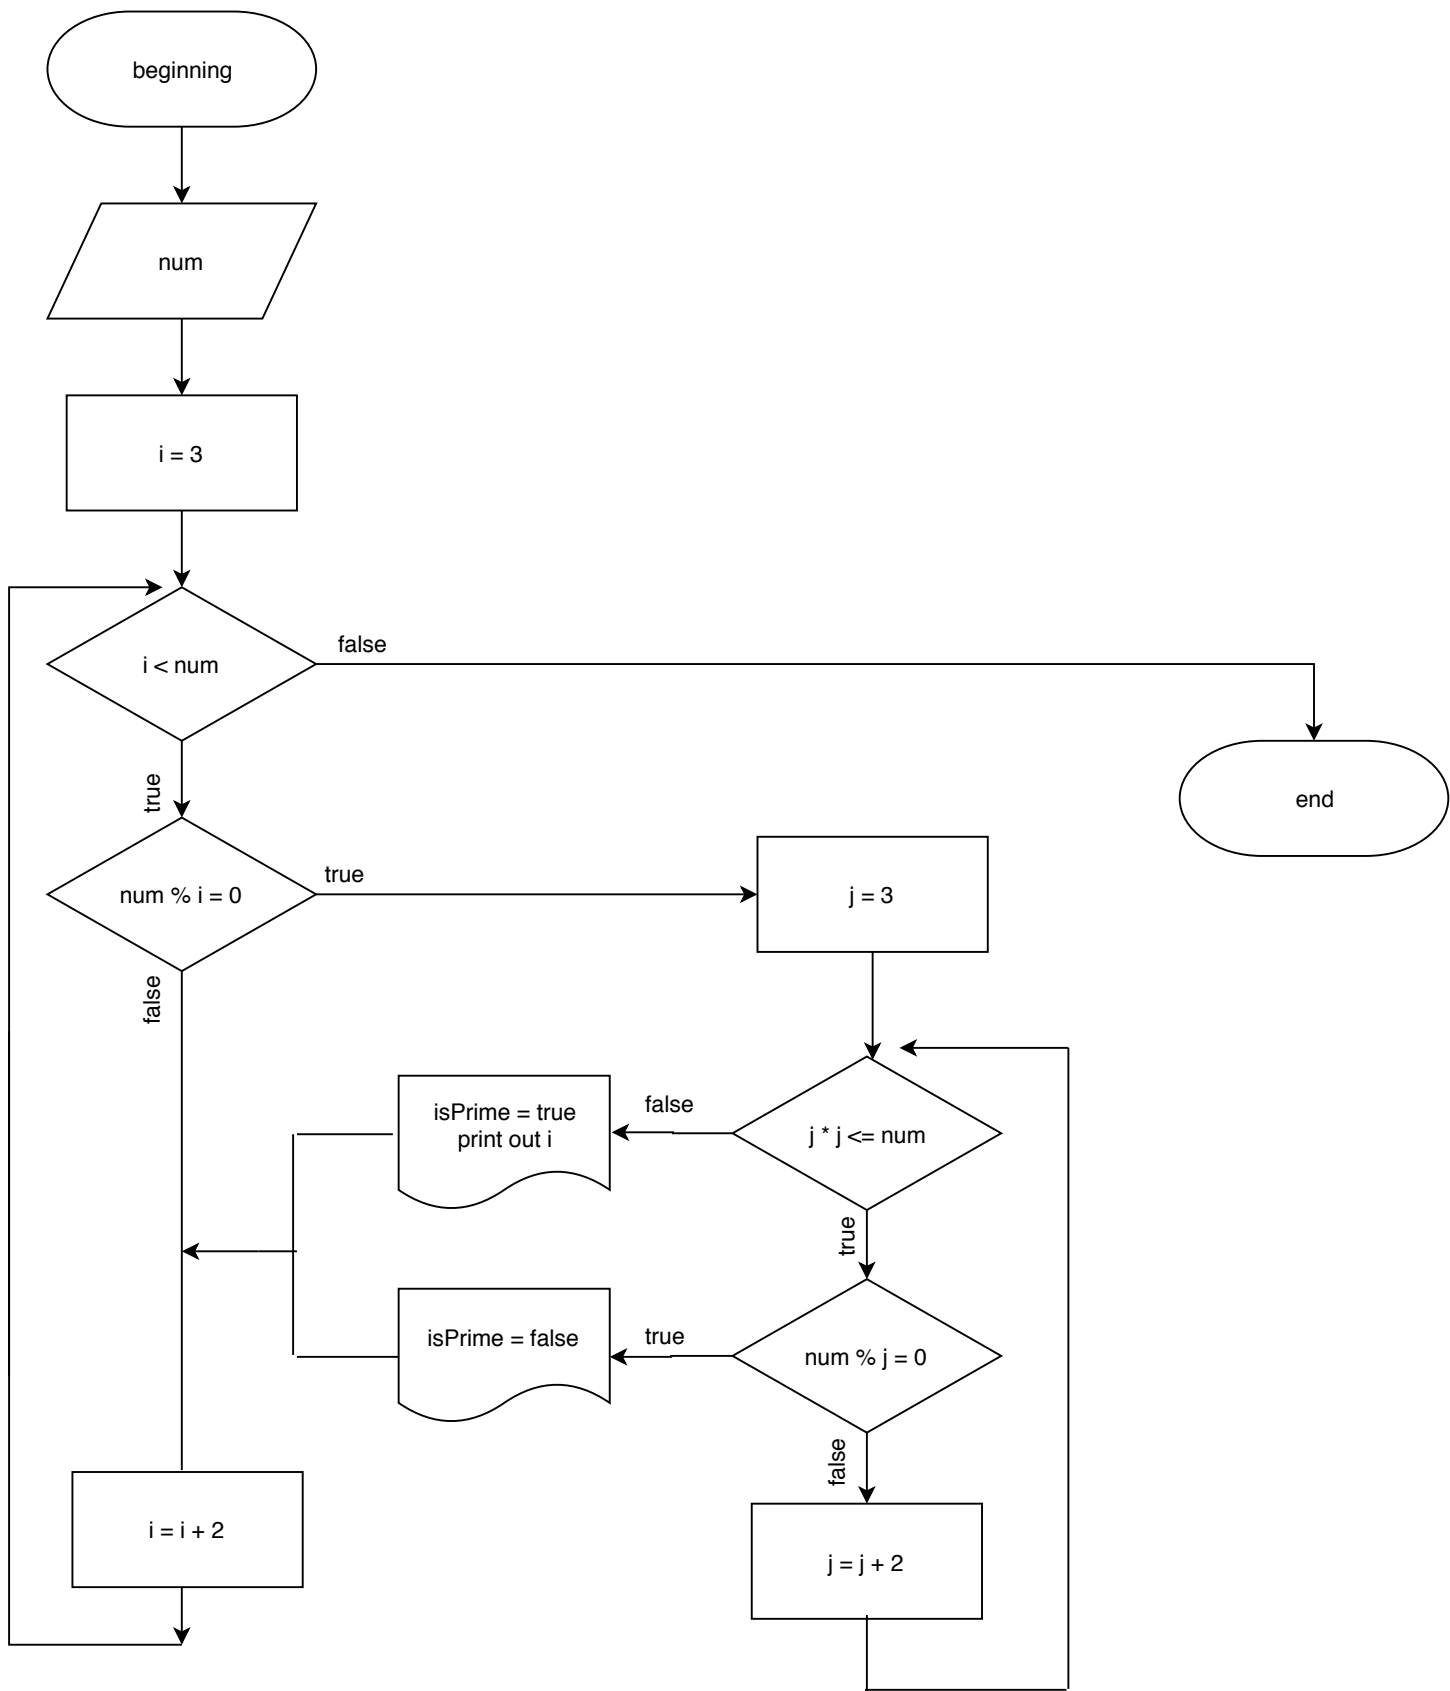 beginning
num
i = 3
i < num
false
true
end
num % i = 0
true
false
j = 3
j * j <= num
false
isPrime = true
print out i
true
num % j = 0
true
isPrime = false
false
i = i + 2
j = j + 2